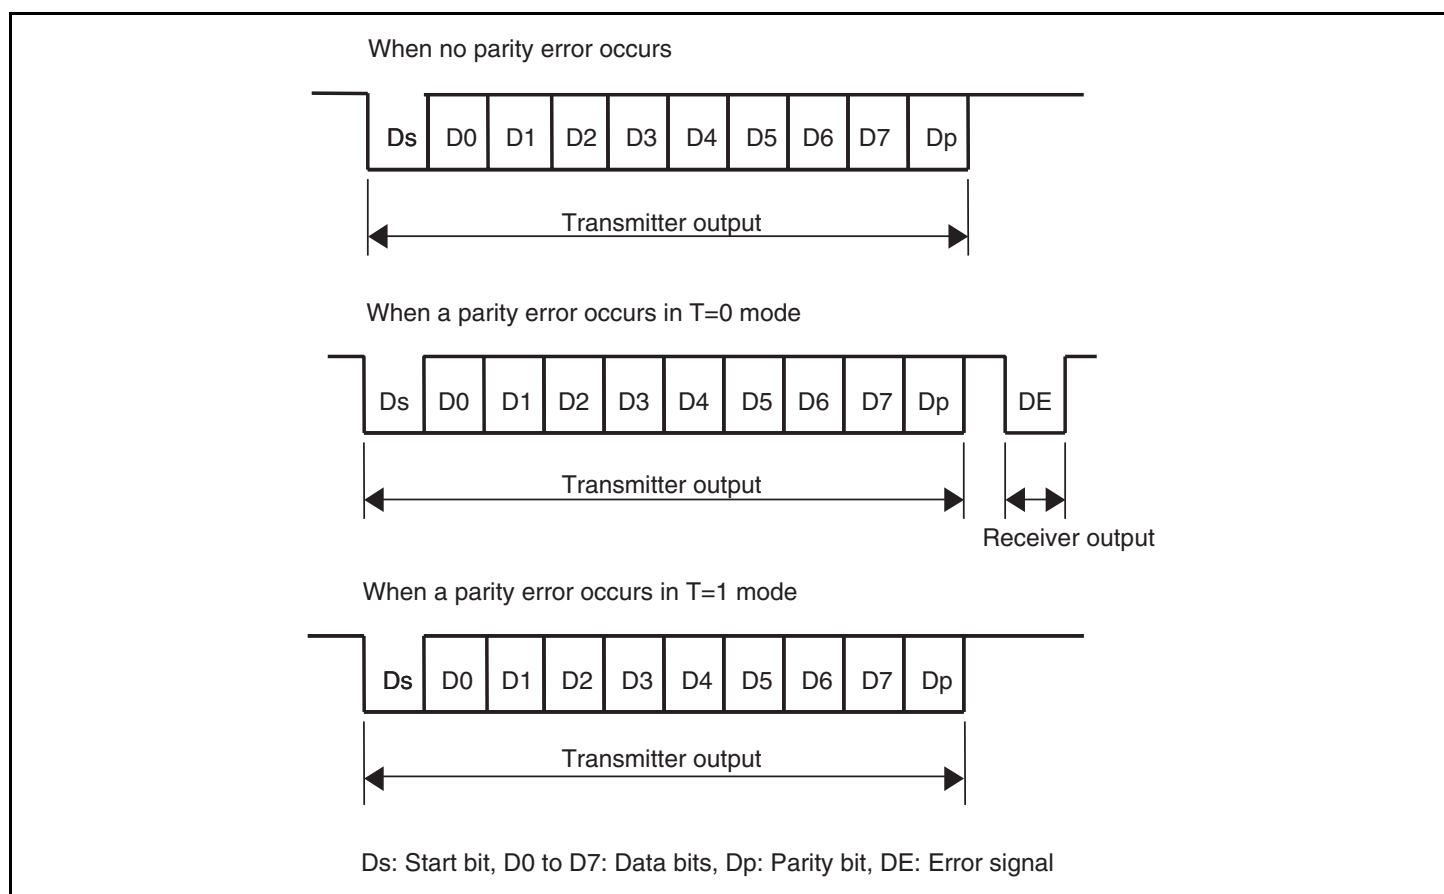 When no parity error occurs
Ds D0 D1 D2 D3 D4 D5 D6 D7 Dp
Transmitter output
When a parity error occurs in T=0 mode
Ds D0 D1 D2 D3 D4 D5 D6 D7 Dp DE
Transmitter output
Receiver output
When a parity error occurs in T=1 mode
Ds D0 D1 D2 D3 D4 D5 D6 D7 Dp
Transmitter output
Ds: Start bit, D0 to D7: Data bits, Dp: Parity bit, DE: Error signal